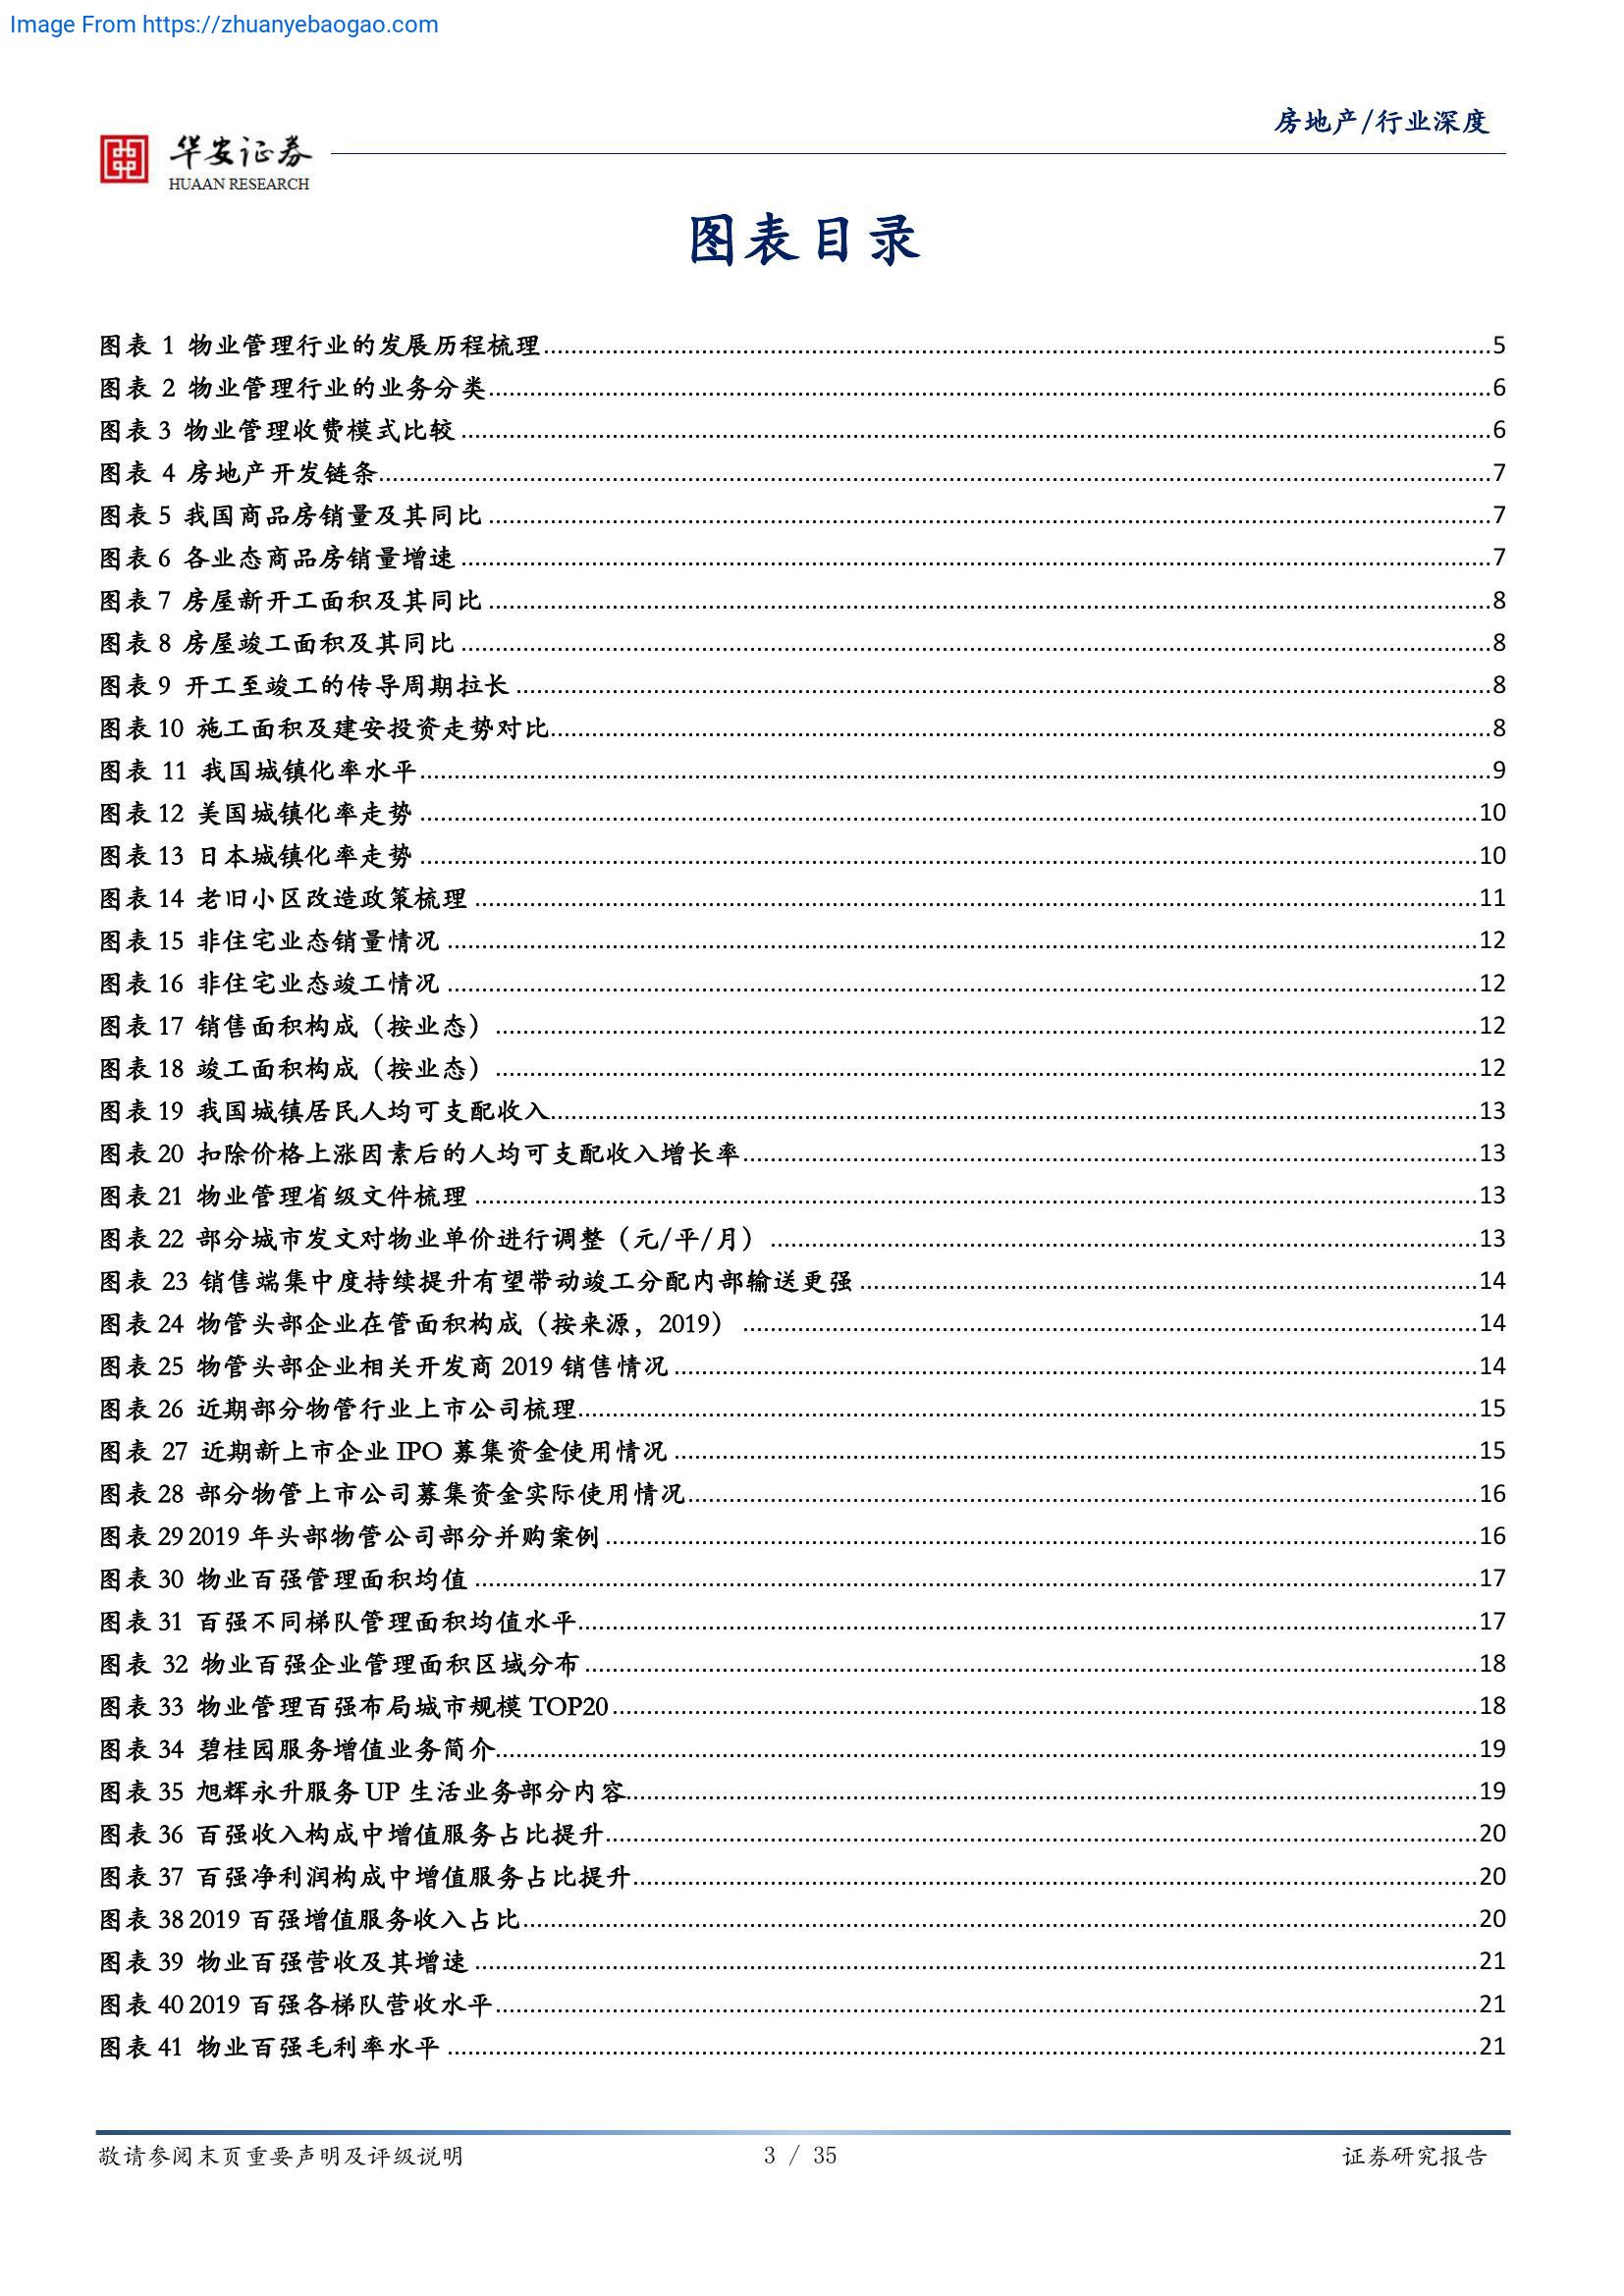 Image From https://zhuanyebaogao.com
房地产/行业深度
华安证券
HUAAN RESEARCH
图表目录
图表 1 物业管理行业的发展历程梳理 5
图表 2 物业管理行业的业务分类 6
图表 3 物业管理收费模式比较 6
图表 4 房地产开发链条 7
图表 5 我国商品房销量及其同比 7
图表 6 各业态商品房销量增速 7
图表 7 房屋新开工面积及其同比 8
图表 8 房屋竣工面积及其同比 8
图表 9 开工至竣工的传导周期拉长 8
图表 10 施工面积及建安投资走势对比 8
图表 11 我国城镇化率水平 9
图表 12 美国城镇化率走势 10
图表 13 日本城镇化率走势 10
图表 14 老旧小区改造政策梳理 11
图表 15 非住宅业态销量情况 12
图表 16 非住宅业态竣工情况 12
图表 17 销售面积构成（按业态） 12
图表 18 竣工面积构成（按业态） 12
图表 19 我国城镇居民人均可支配收入 13
图表 20 扣除价格上涨因素后的人均可支配收入增长率 13
图表 21 物业管理省级文件梳理 13
图表 22 部分城市发文对物业单价进行调整（元/平/月） 13
图表 23 销售端集中度持续提升有望带动竣工分配内部输送更强 14
图表 24 物管头部企业在管面积构成（按来源，2019） 14
图表 25 物管头部企业相关开发商 2019 销售情况 14
图表 26 近期部分物管行业上市公司梳理 15
图表 27 近期新上市企业 IPO 募集资金使用情况 15
图表 28 部分物管上市公司募集资金实际使用情况 16
图表 29 2019 年头部物管公司部分并购案例 16
图表 30 物业百强管理面积均值 17
图表 31 百强不同梯队管理面积均值水平 17
图表 32 物业百强企业管理面积区域分布 18
图表 33 物业管理百强布局城市规模 TOP20 18
图表 34 碧桂园服务增值业务简介 19
图表 35 旭辉永升服务 UP 生活业务部分内容 19
图表 36 百强收入构成中增值服务占比提升 20
图表 37 百强净利润构成中增值服务占比提升 20
图表 38 2019 百强增值服务收入占比 20
图表 39 物业百强营收及其增速 21
图表 40 2019 百强各梯队营收水平 21
图表 41 物业百强毛利率水平 21
敬请参阅末页重要声明及评级说明
3 / 35
证券研究报告